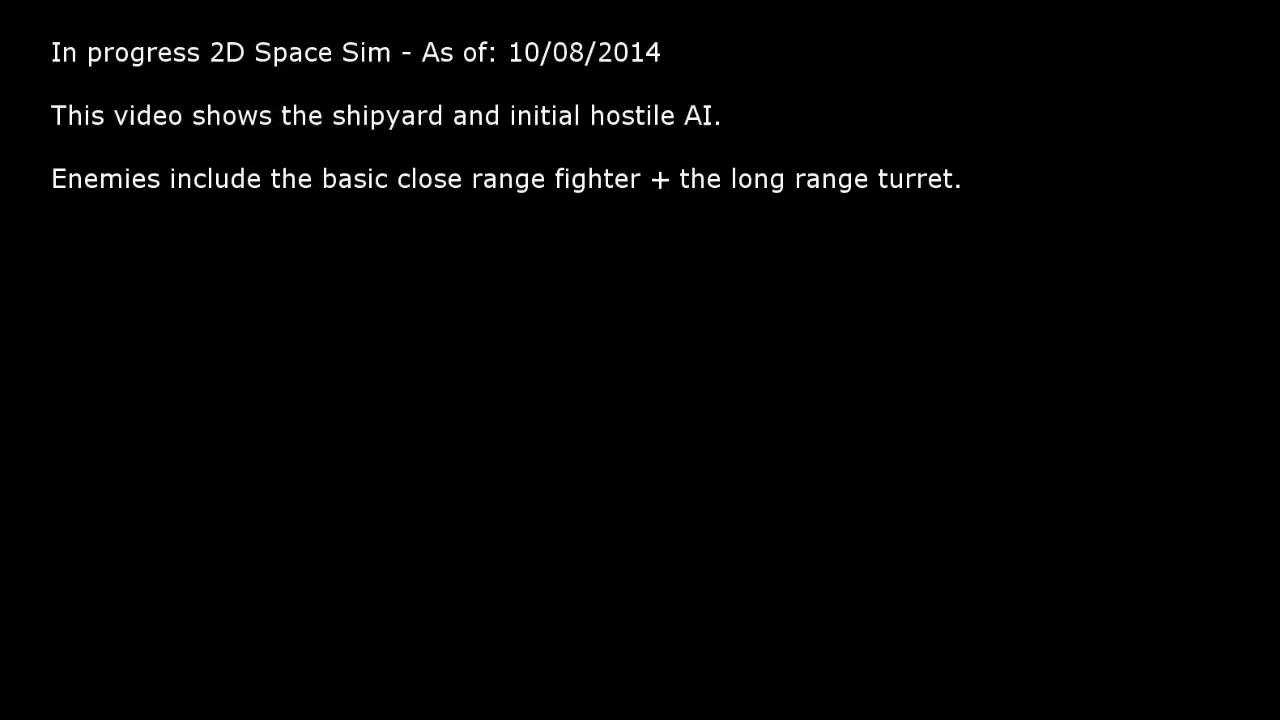 In progress 2D Space Sim - As of: 10/08/2014
This video shows the shipyard and initial hostile AI.
Enemies include the basic close range fighter + the long range turret.